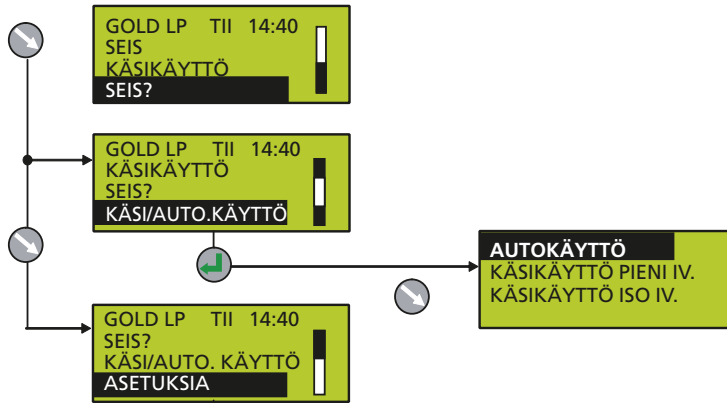 GOLD LP TII 14:40
SEIS
KÄSIKÄYTTÖ
SEIS?
GOLD LP TII 14:40
KÄSIKÄYTTÖ
SEIS?
KÄSI/AUTO.KÄYTTÖ
AUTOKÄYTTÖ
KÄSIKÄYTTÖ PIENI IV.
KÄSIKÄYTTÖ ISO IV.
GOLD LP TII 14:40
SEIS?
KÄSI/AUTO. KÄYTTÖ
ASETUKSIA